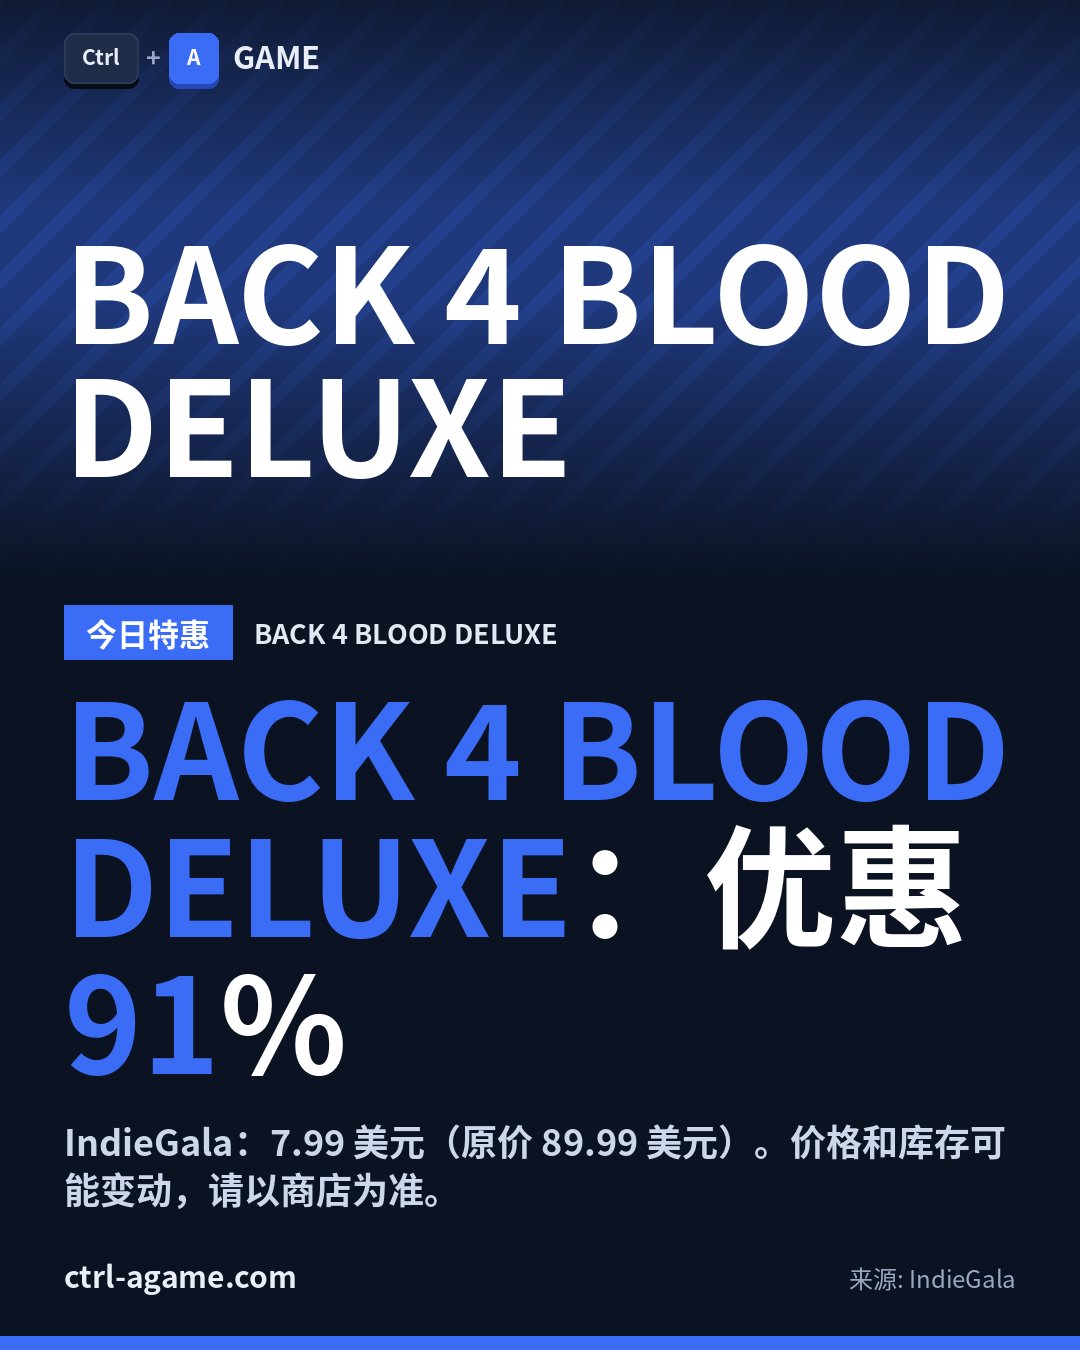 Ctrl + A GAME
BACK 4 BLOOD
DELUXE
今日特惠 BACK 4 BLOOD DELUXE
BACK 4 BLOOD
DELUXE：优惠
91%
IndieGala：7.99 美元（原价 89.99 美元）。价格和库存可
能变动，请以商店为准。
ctrl-agame.com 来源: IndieGala